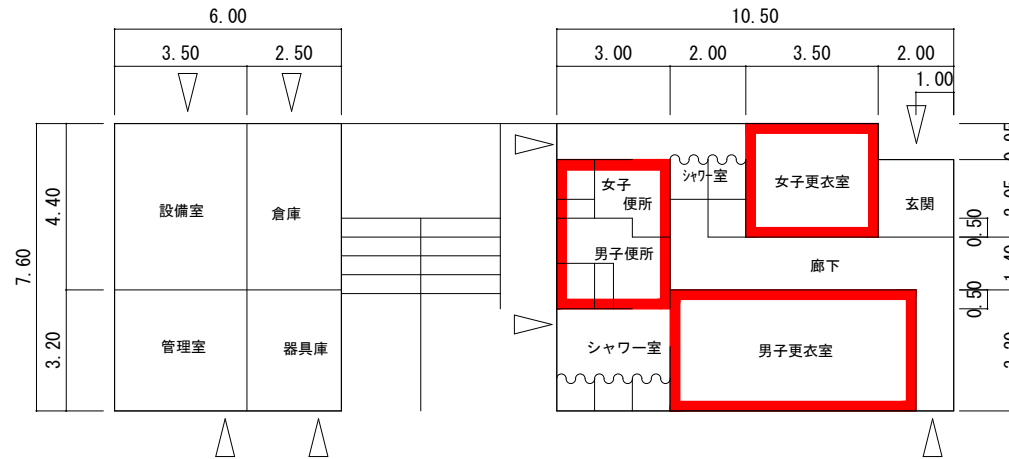 6.00
10.50
3.50
2.50
3.00
2.00
3.50
2.00
1.00
7.60
4.40
3.20
設備室
倉庫
管理室
器具庫
女子
便所
男子便所
シャワー室
女子更衣室
玄関
廊下
シャワー室
男子更衣室
0.50
0.50